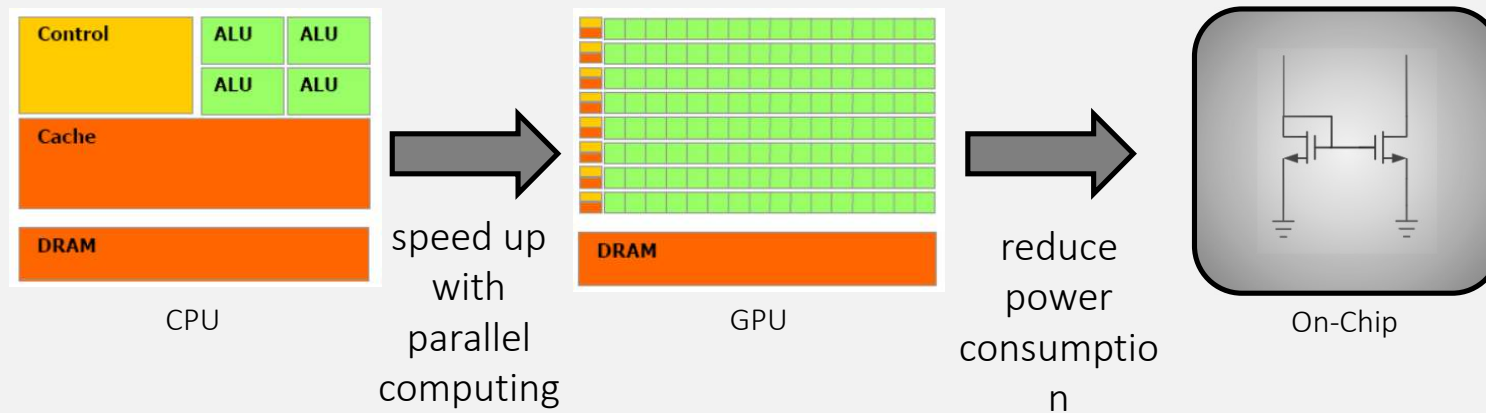 Control
ALU
ALU
ALU
ALU
Cache
DRAM
CPU
speed up
with
parallel
computing
DRAM
GPU
reduce
power
consumptio
n
On-Chip